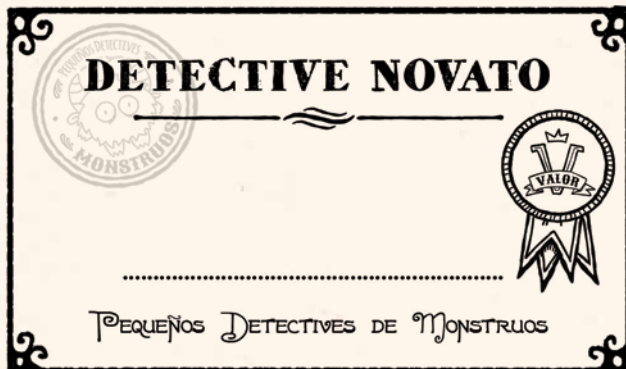 DETECTIVE NOVATO
PEQUEÑOS DETECTIVES
MONSTRUOS
V
VALOR
PEQUEÑOS DETECTIVES DE MONSTRUOS